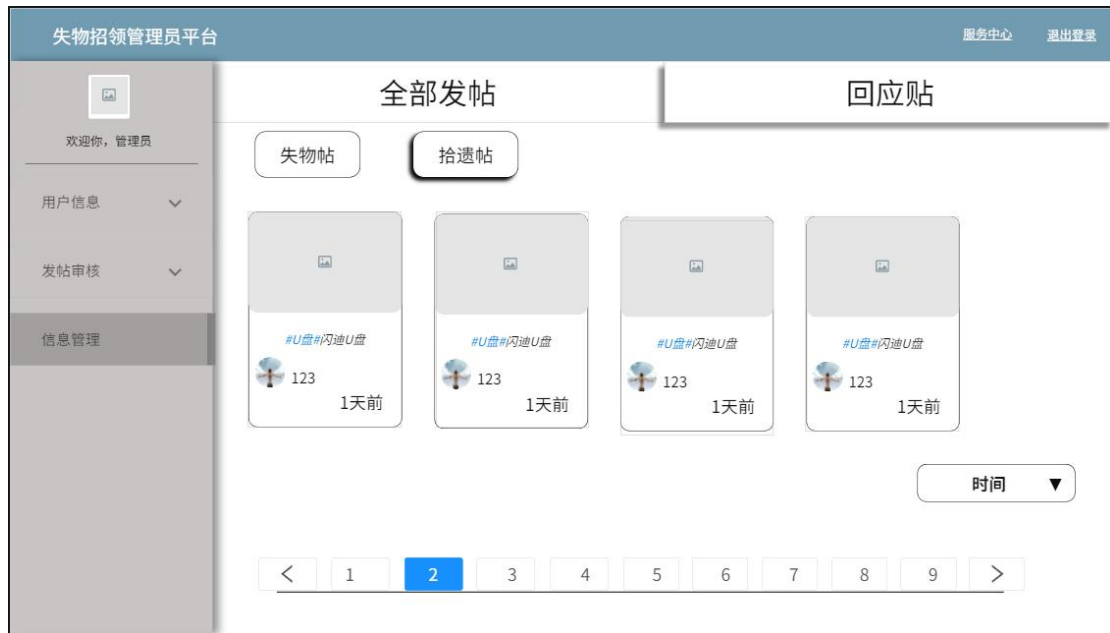 失物招领管理员平台
服务中心 退出登录
欢迎你，管理员
用户信息
发帖审核
信息管理
全部发帖 回应贴
失物帖 拾遗帖
#U盘#闪迪U盘 #U盘#闪迪U盘 #U盘#闪迪U盘 #U盘#闪迪U盘
123 123 123 123
1天前 1天前 1天前 1天前
时间 ▼
< 1 2 3 4 5 6 7 8 9 >